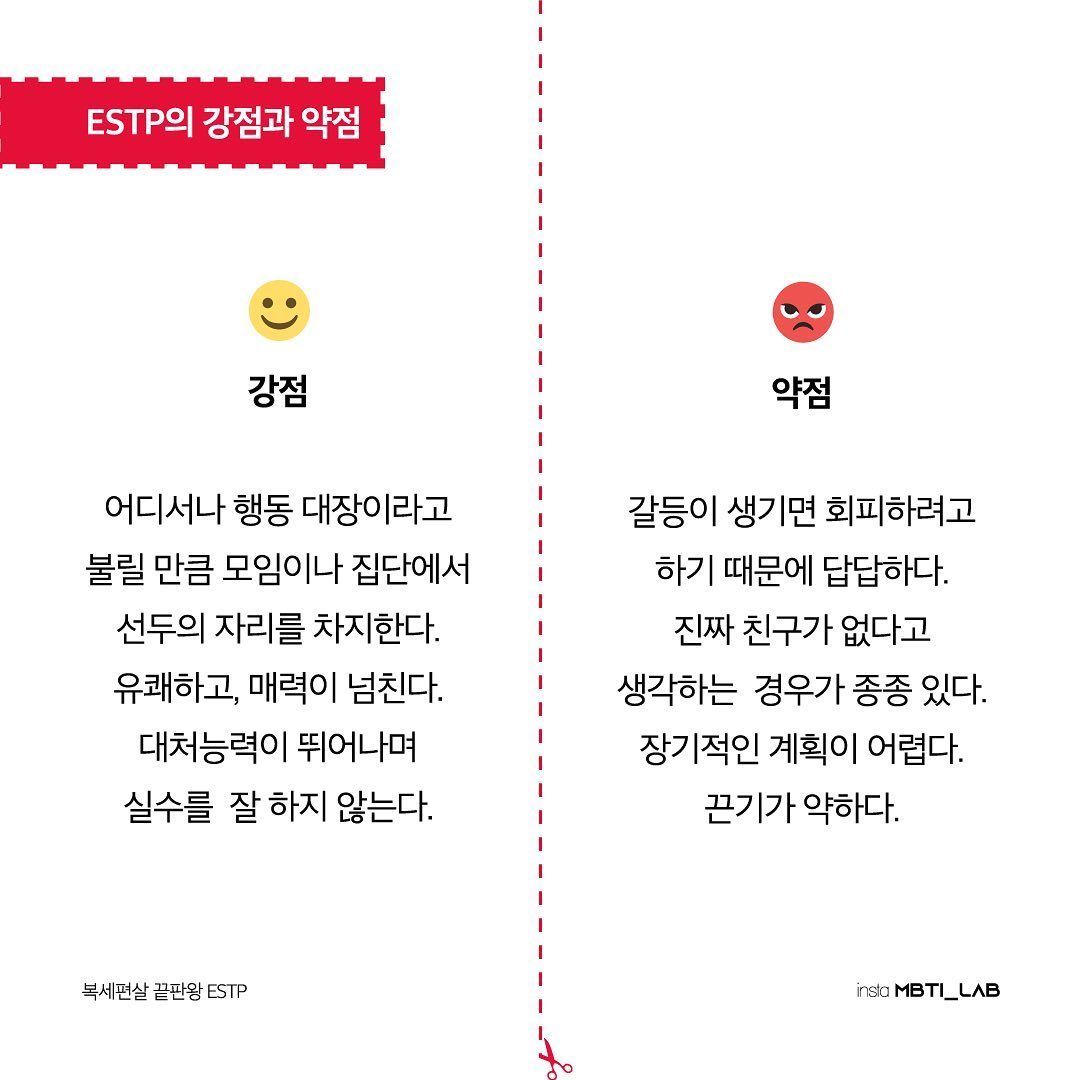 ESTP의 강점과 약점
강점
어디서나 행동 대장이라고
불릴 만큼 모임이나 집단에서
선두의 자리를 차지한다.
유쾌하고, 매력이 넘친다.
대처능력이 뛰어나며
실수를 잘 하지 않는다.
약점
갈등이 생기면 회피하려고
하기 때문에 답답하다.
진짜 친구가 없다고
생각하는 경우가 종종 있다.
장기적인 계획이 어렵다.
끈기가 약하다.
복세편살 끝판왕 ESTP
insta MBTI_LAB